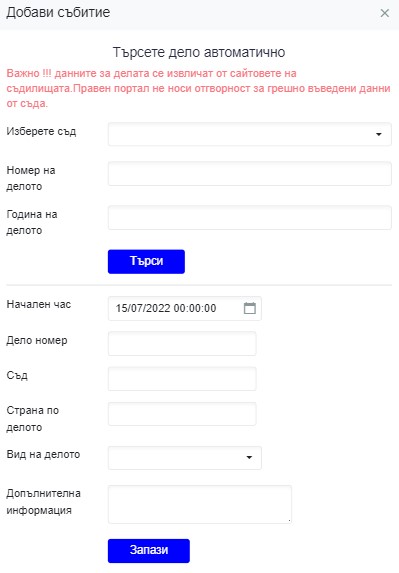 Добави събитие
Търсете дело автоматично
Важно !!! данните за делата се извличат от сайтовете на
съдилищата.Правен портал не носи отговорност за грешно въведени данни
от съда.
Изберете съд
Номер на
делото
Година на
делото
Търси
Начален час
15/07/2022 00:00:00
Дело номер
Съд
Страна по
делото
Вид на делото
Допълнителна
информация
Запази